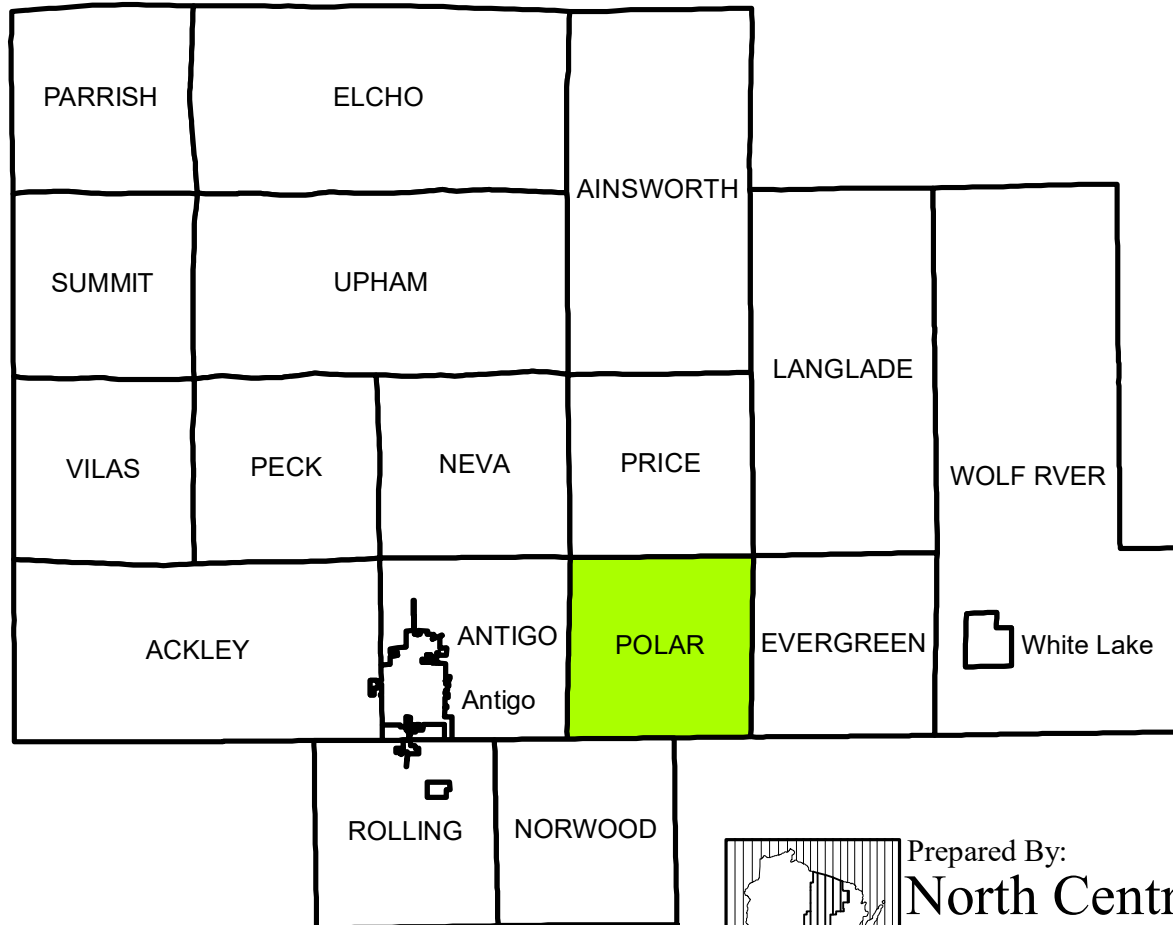 PARRISH
ELCHO
AINSWORTH
SUMMIT
UPHAM
LANGLADE
VILAS
PECK
NEVA
PRICE
WOLF RVER
ACKLEY
ANTIGO
POLAR
EVERGREEN
White Lake
Antigo
ROLLING
NORWOOD
Prepared By:
North Centr